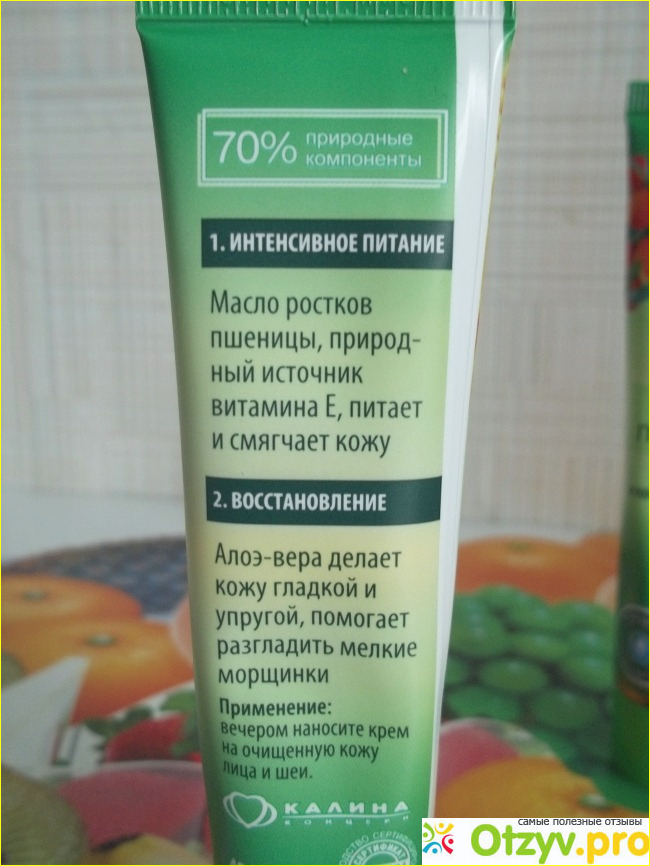 70% природные
компоненты
1. ИНТЕНСИВНОЕ ПИТАНИЕ
Масло ростков
пшеницы, природ-
ный источник
витамина Е, питает
и смягчает кожу
2. ВОССТАНОВЛЕНИЕ
Алоэ-вера делает
кожу гладкой и
упругой, помогает
разгладить мелкие
морщинки
Применение:
вечером наносите крем
на очищенную кожу
лица и шеи.
КАЛИНА
КОНЦЕРН
самые полезные отзывы
Otzyv.pro